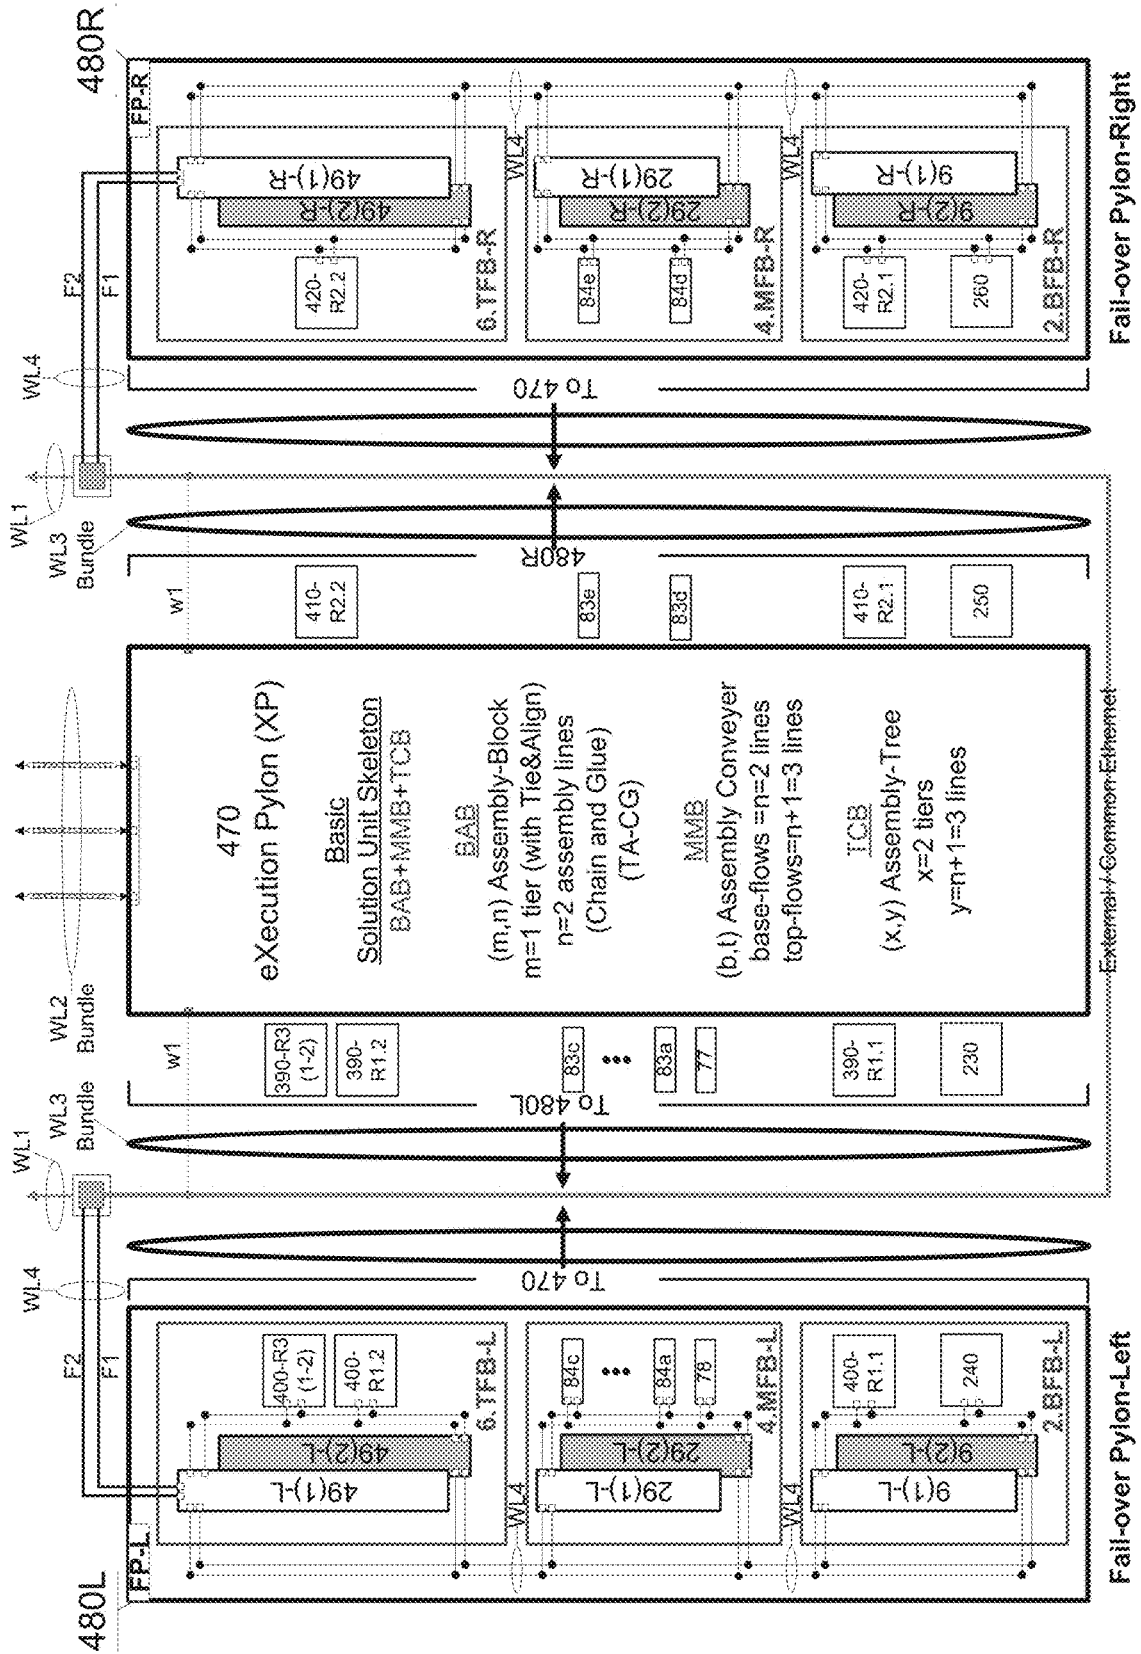 480L
FP-L
Fail-over Pylon-Left
6.TFB-L
49(1)-L
49(2)-L
400-R3
(1-2)
400-
R1.2
4.MFB-L
29(1)-L
29(2)-L
84c
•••
84a
78
2.BFB-L
9(1)-L
9(2)-L
400-
R1.1
240
WL4
WL4
WL4
F2
F1
To 470
WL1
WL3
Bundle
To 480L
w1
390-R3
(1-2)
390-
R1.2
83c
•••
83a
77
390-
R1.1
230
WL2
Bundle
470
eXecution Pylon (XP)
Basic
Solution Unit Skeleton
BAB+MMB+TCB
BAB
(m,n) Assembly-Block
m=1 tier (with Tie&Align)
n=2 assembly lines
(Chain and Glue)
(TA-CG)
MMB
(b,t) Assembly Conveyer
base-flows =n=2 lines
top-flows=n+1=3 lines
TCB
(x,y) Assembly-Tree
x=2 tiers
y=n+1=3 lines
External / Common Ethernet
w1
410-
R2.2
83e
83d
410-
R2.1
250
480R
WL3
Bundle
WL1
To 470
WL4
F2
F1
480R
FP-R
Fail-over Pylon-Right
6.TFB-R
420-
R2.2
49(2)-R
49(1)-R
WL4
4.MFB-R
84e
84d
29(2)-R
29(1)-R
WL4
2.BFB-R
420-
R2.1
260
9(2)-R
9(1)-R